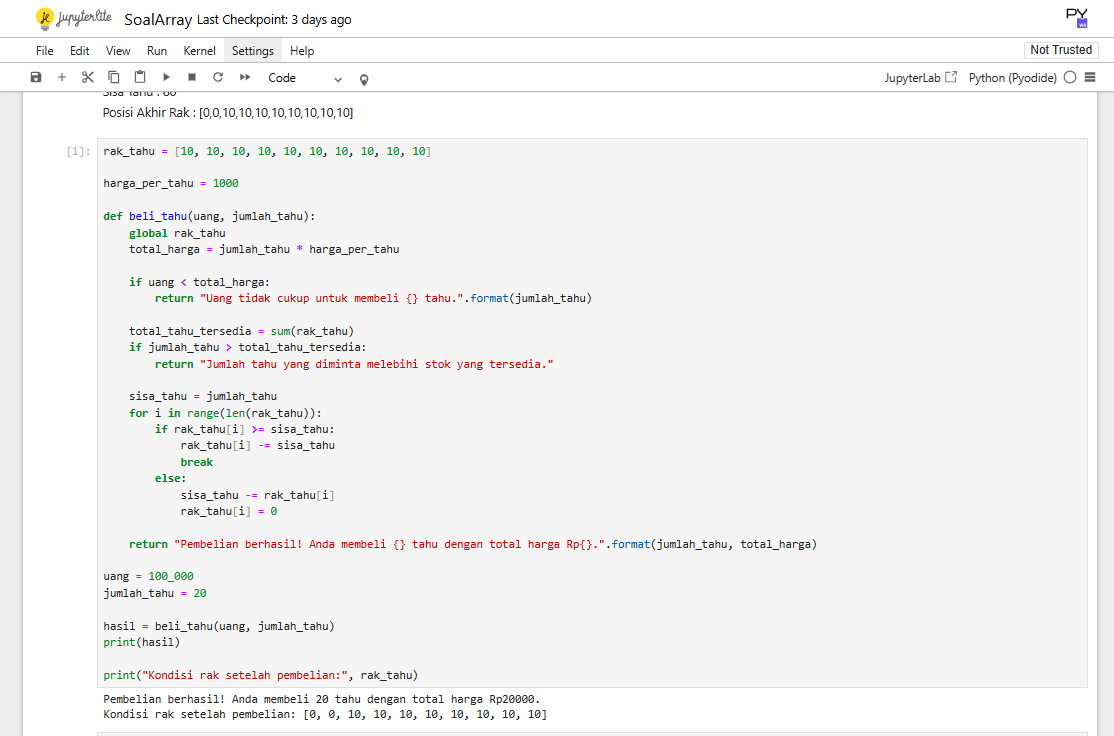 jupyterlite SoalArray Last Checkpoint: 3 days ago PY
File Edit View Run Kernel Settings Help Not Trusted
Code JupyterLab Python (Pyodide)
Sisa Tahu : 80
Posisi Akhir Rak : [0,0,10,10,10,10,10,10,10,10]
[1]: rak_tahu = [10, 10, 10, 10, 10, 10, 10, 10, 10, 10]
harga_per_tahu = 1000
def beli_tahu(uang, jumlah_tahu):
    global rak_tahu
    total_harga = jumlah_tahu * harga_per_tahu
    if uang < total_harga:
        return "Uang tidak cukup untuk membeli {} tahu.".format(jumlah_tahu)
    total_tahu_tersedia = sum(rak_tahu)
    if jumlah_tahu > total_tahu_tersedia:
        return "Jumlah tahu yang diminta melebihi stok yang tersedia."
    sisa_tahu = jumlah_tahu
    for i in range(len(rak_tahu)):
        if rak_tahu[i] >= sisa_tahu:
            rak_tahu[i] -= sisa_tahu
            break
        else:
            sisa_tahu -= rak_tahu[i]
            rak_tahu[i] = 0
    return "Pembelian berhasil! Anda membeli {} tahu dengan total harga Rp{}.".format(jumlah_tahu, total_harga)
uang = 100_000
jumlah_tahu = 20
hasil = beli_tahu(uang, jumlah_tahu)
print(hasil)
print("Kondisi rak setelah pembelian:", rak_tahu)
Pembelian berhasil! Anda membeli 20 tahu dengan total harga Rp20000.
Kondisi rak setelah pembelian: [0, 0, 10, 10, 10, 10, 10, 10, 10, 10]